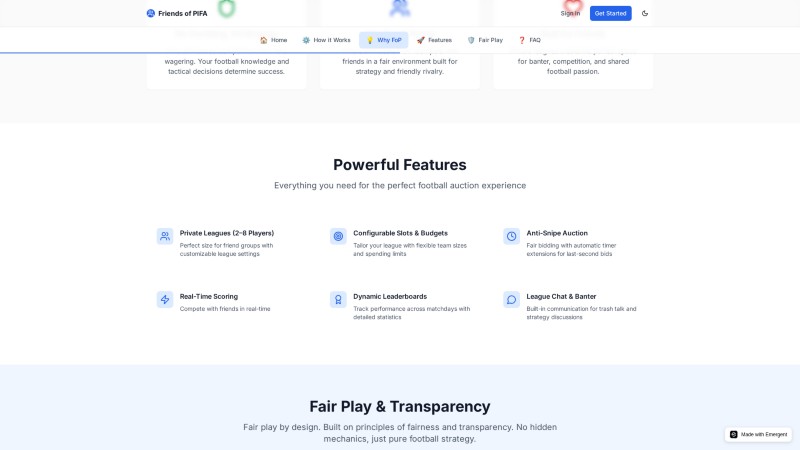 Friends of PIFA
Sign In
Get Started
🏠 Home
⚙️ How It Works
💡 Why FoP
🚀 Features
🛡️ Fair Play
❓ FAQ
wagering. Your football knowledge and
tactical decisions determine success.
friends in a fair environment built for
strategy and friendly rivalry.
for banter, competition, and shared
football passion.
Powerful Features
Everything you need for the perfect football auction experience
Private Leagues (2–8 Players)
Perfect size for friend groups with
customizable league settings
Configurable Slots & Budgets
Tailor your league with flexible team sizes
and spending limits
Anti-Snipe Auction
Fair bidding with automatic timer
extensions for last-second bids
Real-Time Scoring
Compete with friends in real-time
Dynamic Leaderboards
Track performance across matchdays with
detailed statistics
League Chat & Banter
Built-in communication for trash talk and
strategy discussions
Fair Play & Transparency
Fair play by design. Built on principles of fairness and transparency. No hidden
mechanics, just pure football strategy.
Made with Emergent